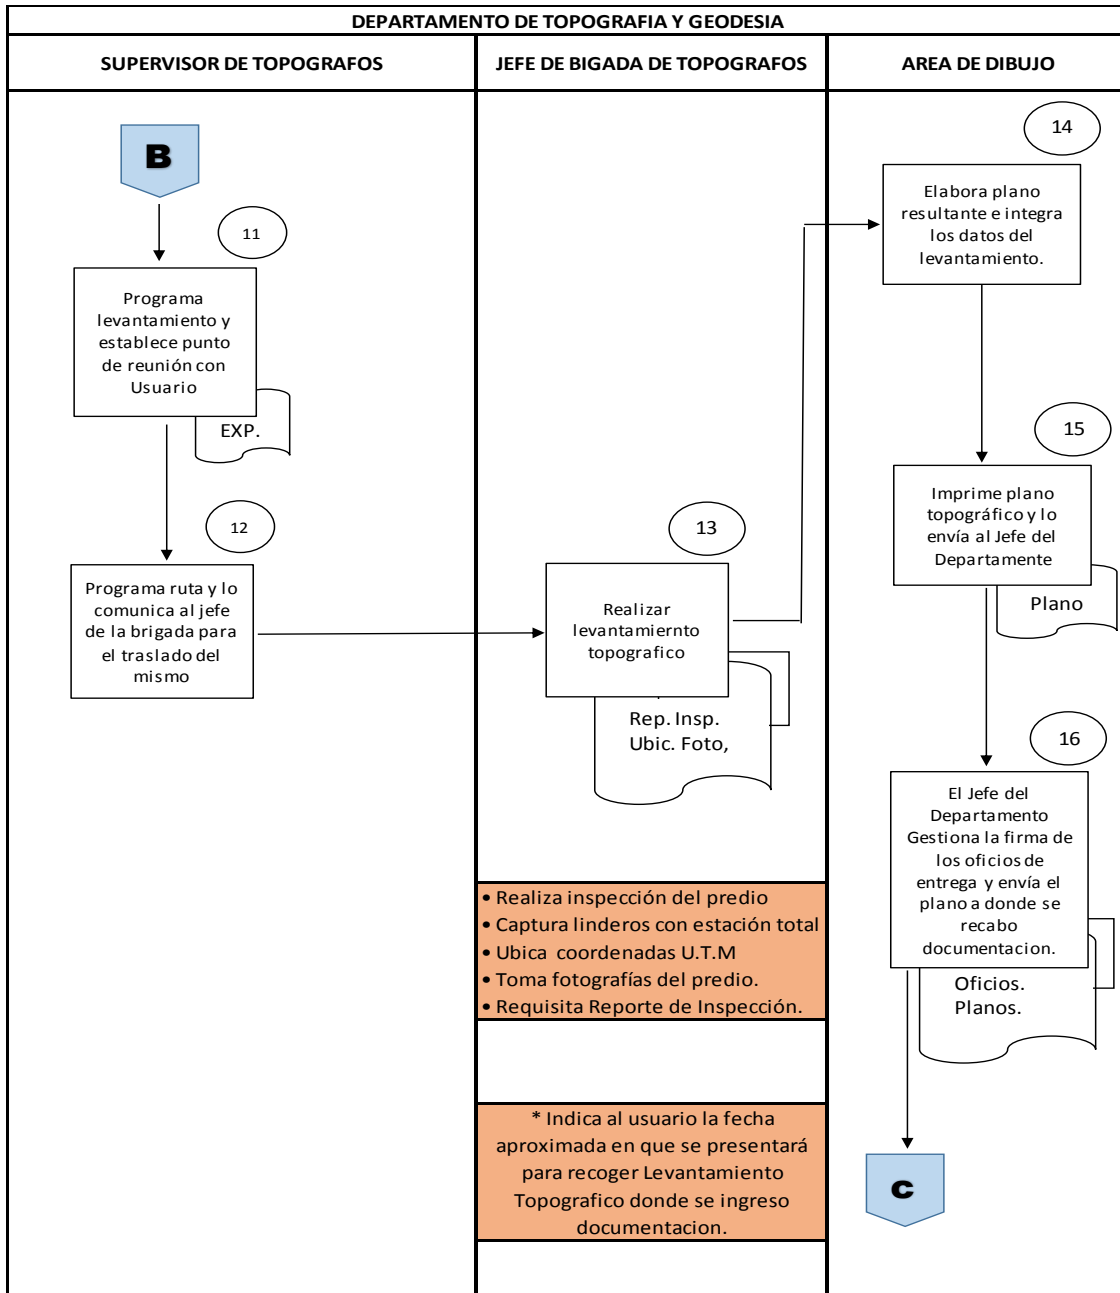 DEPARTAMENTO DE TOPOGRAFIA Y GEODESIA
SUPERVISOR DE TOPOGRAFOS
JEFE DE BIGADA DE TOPOGRAFOS
AREA DE DIBUJO
B
11
Programa
levantamiento y
establece punto
de reunión con
Usuario
EXP.
12
Programa ruta y lo
comunica al jefe
de la brigada para
el traslado del
mismo
13
Realizar
levantamiernto
topografico
Rep. Insp.
Ubic. Foto,
• Realiza inspección del predio
• Captura linderos con estación total
• Ubica coordenadas U.T.M
• Toma fotografías del predio.
• Requisita Reporte de Inspección.
* Indica al usuario la fecha
aproximada en que se presentará
para recoger Levantamiento
Topografico donde se ingreso
documentacion.
14
Elabora plano
resultante e integra
los datos del
levantamiento.
15
Imprime plano
topográfico y lo
envía al Jefe del
Departamente
Plano
16
El Jefe del
Departamento
Gestiona la firma de
los oficios de
entrega y envía el
plano a donde se
recabo
documentacion.
Oficios.
Planos.
C